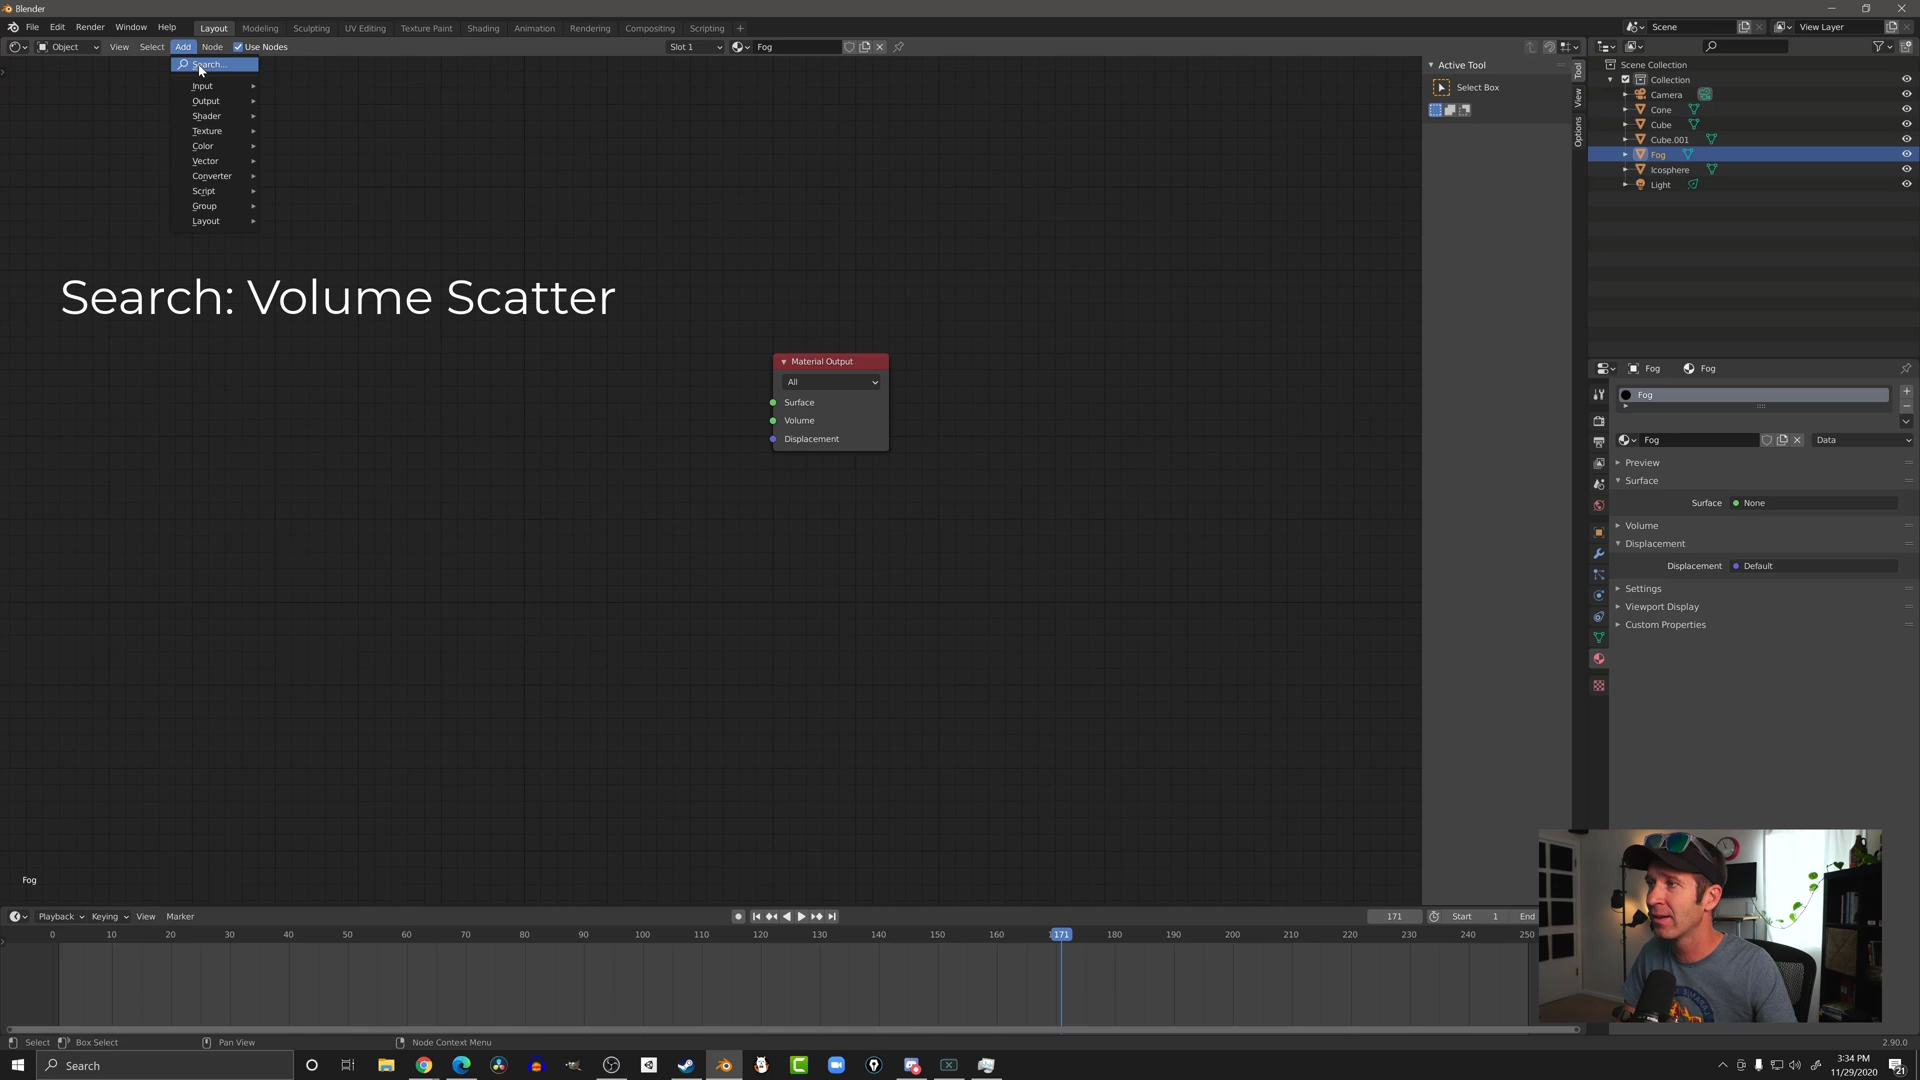 Blender
File Edit Render Window Help Layout Modeling Sculpting UV Editing Texture Paint Shading Animation Rendering Compositing Scripting + Scene View Layer
Object View Select Add Node Use Nodes Slot 1 Fog
Search...
Input
Output
Shader
Texture
Color
Vector
Converter
Script
Group
Layout
Search: Volume Scatter
Material Output
All
Surface
Volume
Displacement
Fog
Active Tool
Select Box
Tool
View
Options
Scene Collection
Collection
Camera
Cone
Cube
Cube.001
Fog
Icosphere
Light
Fog Fog
Fog
Fog Data
Preview
Surface
Surface None
Volume
Displacement
Displacement Default
Settings
Viewport Display
Custom Properties
Playback Keying View Marker 171 Start 1 End
0 10 20 30 40 50 60 70 80 90 100 110 120 130 140 150 160 171 180 190 200 210 220 230 240 250
Select Box Select Pan View Node Context Menu 2.90.0
Search
3:34 PM
11/29/2020
21